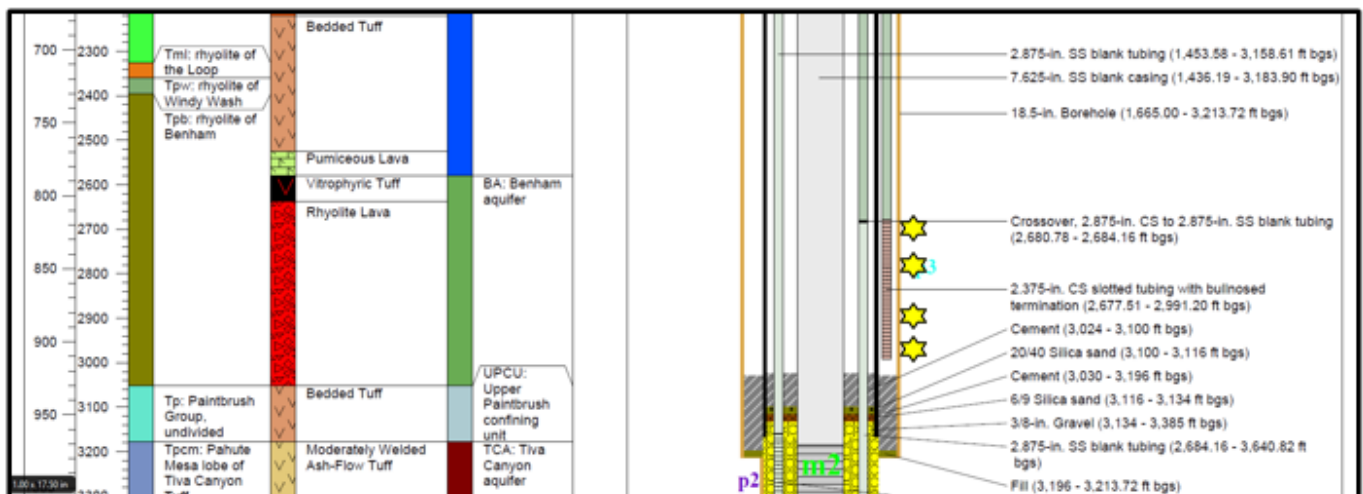 700
750
800
850
900
950
2300
2400
2500
2600
2700
2800
2900
3000
3100
3200
Tml: rhyolite of
the Loop
Tpw: rhyolite of
Windy Wash
Tpb: rhyolite of
Benham
Tp: Paintbrush
Group,
undivided
Tpcm: Pahute
Mesa lobe of
Tiva Canyon
Bedded Tuff
Pumiceous Lava
Vitrophyric Tuff
Rhyolite Lava
Bedded Tuff
Moderately Welded
Ash-Flow Tuff
BA: Benham
aquifer
UPCU:
Upper
Paintbrush
confining
unit
TCA: Tiva
Canyon
aquifer
p2
m2
3
2.875-in. SS blank tubing (1,453.58 - 3,158.61 ft bgs)
7.625-in. SS blank casing (1,436.19 - 3,183.90 ft bgs)
18.5-in. Borehole (1,665.00 - 3,213.72 ft bgs)
Crossover, 2.875-in. CS to 2.875-in. SS blank tubing
(2,680.78 - 2,684.16 ft bgs)
2.375-in. CS slotted tubing with bullnosed
termination (2,677.51 - 2,991.20 ft bgs)
Cement (3,024 - 3,100 ft bgs)
20/40 Silica sand (3,100 - 3,116 ft bgs)
Cement (3,030 - 3,196 ft bgs)
6/9 Silica sand (3,116 - 3,134 ft bgs)
3/8-in. Gravel (3,134 - 3,385 ft bgs)
2.875-in. SS blank tubing (2,684.16 - 3,640.82 ft
bgs)
Fill (3,196 - 3,213.72 ft bgs)
1.00 x 17.50 in